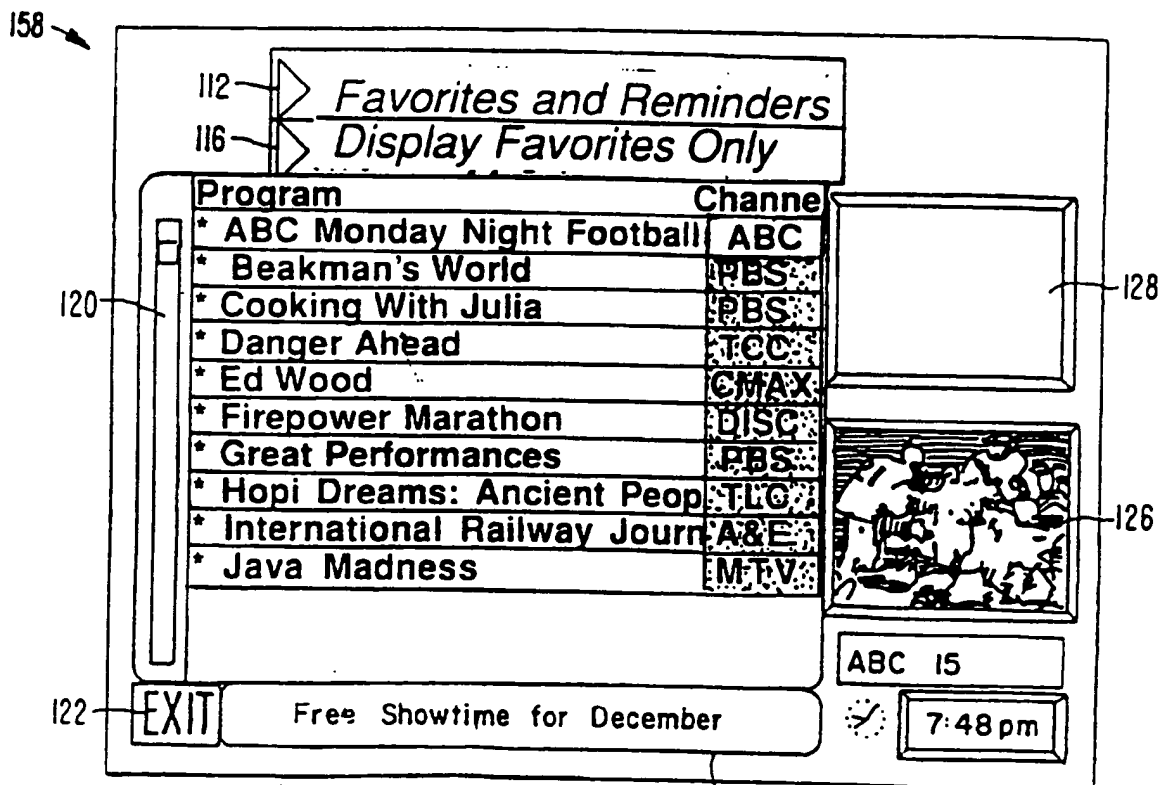 158
112
Favorites and Reminders
116
Display Favorites Only
Program Channe
* ABC Monday Night Football ABC
* Beakman's World PBS
* Cooking With Julia PBS
* Danger Ahead TCC
* Ed Wood CMAX
* Firepower Marathon DISC
* Great Performances PBS
* Hopi Dreams: Ancient Peop TLC
* International Railway Journ A&E
* Java Madness MTV
120
128
126
ABC 15
122
EXIT
Free Showtime for December
7:48 pm